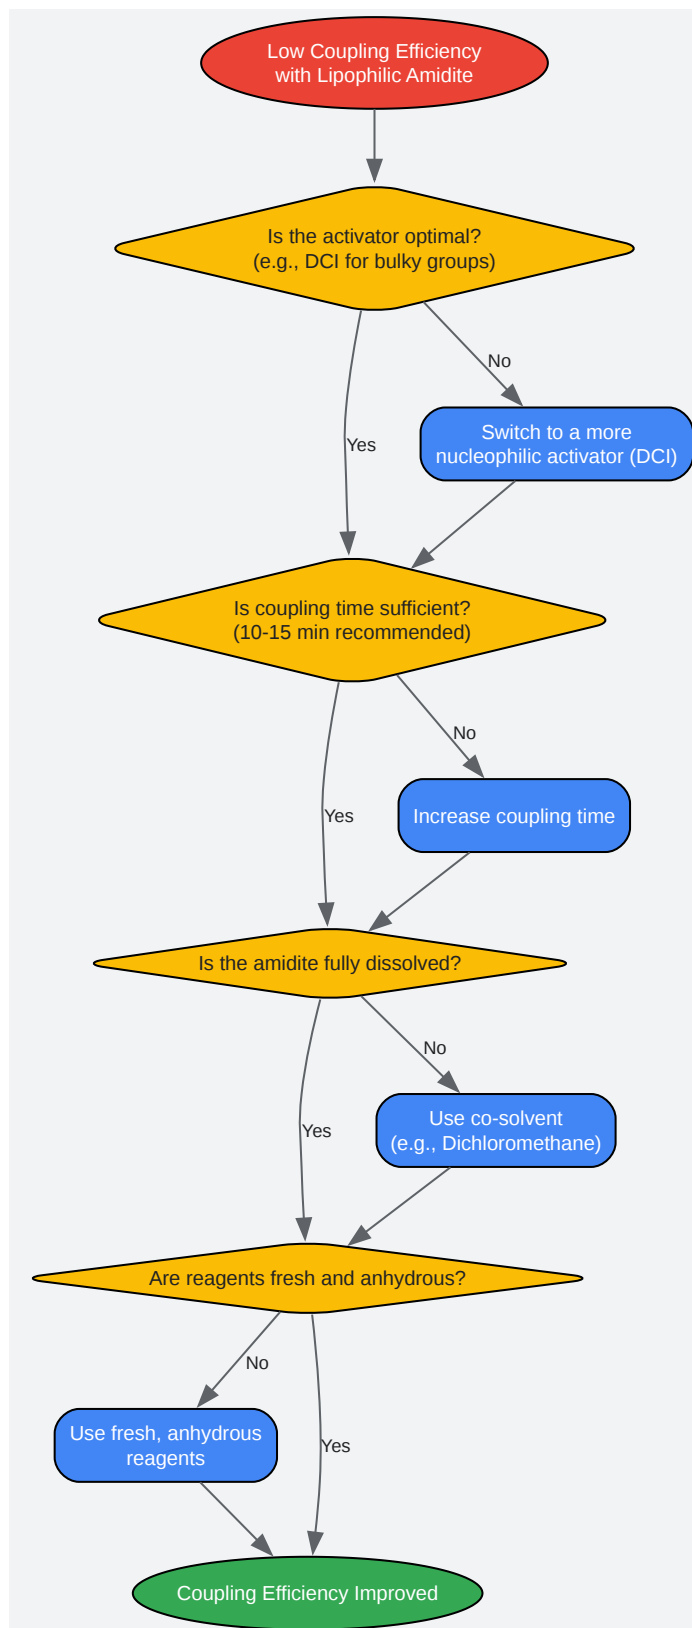 Low Coupling Efficiency
with Lipophilic Amidite
Is the activator optimal?
(e.g., DCI for bulky groups)
No
Switch to a more
nucleophilic activator (DCI)
Yes
Is coupling time sufficient?
(10-15 min recommended)
No
Increase coupling time
Yes
Is the amidite fully dissolved?
No
Use co-solvent
(e.g., Dichloromethane)
Yes
Are reagents fresh and anhydrous?
No
Use fresh, anhydrous
reagents
Yes
Coupling Efficiency Improved